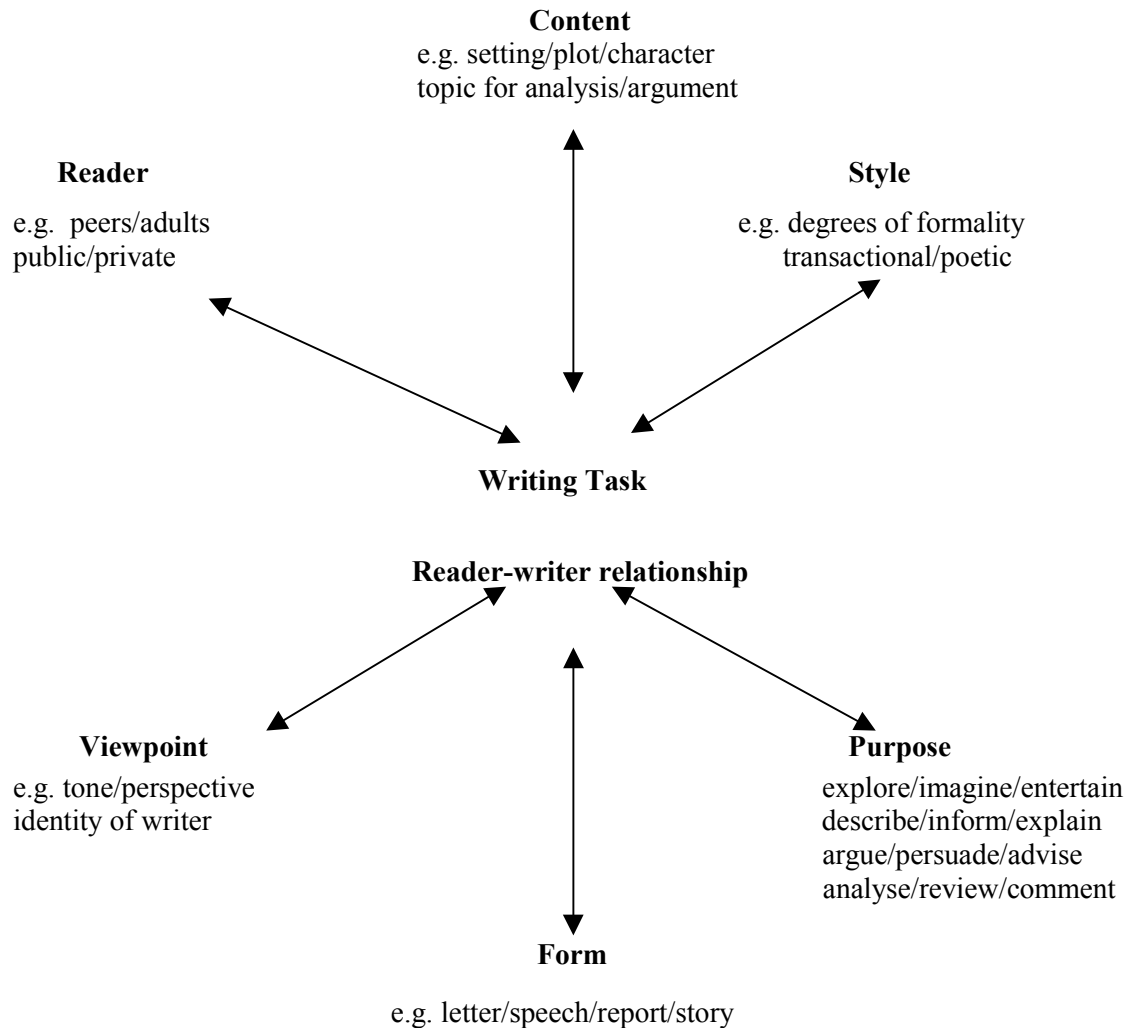 Content
e.g. setting/plot/character
topic for analysis/argument
Reader
e.g. peers/adults
public/private
Style
e.g. degrees of formality
transactional/poetic
Writing Task
Reader-writer relationship
Viewpoint
e.g. tone/perspective
identity of writer
Purpose
explore/imagine/entertain
describe/inform/explain
argue/persuade/advise
analyse/review/comment
Form
e.g. letter/speech/report/story